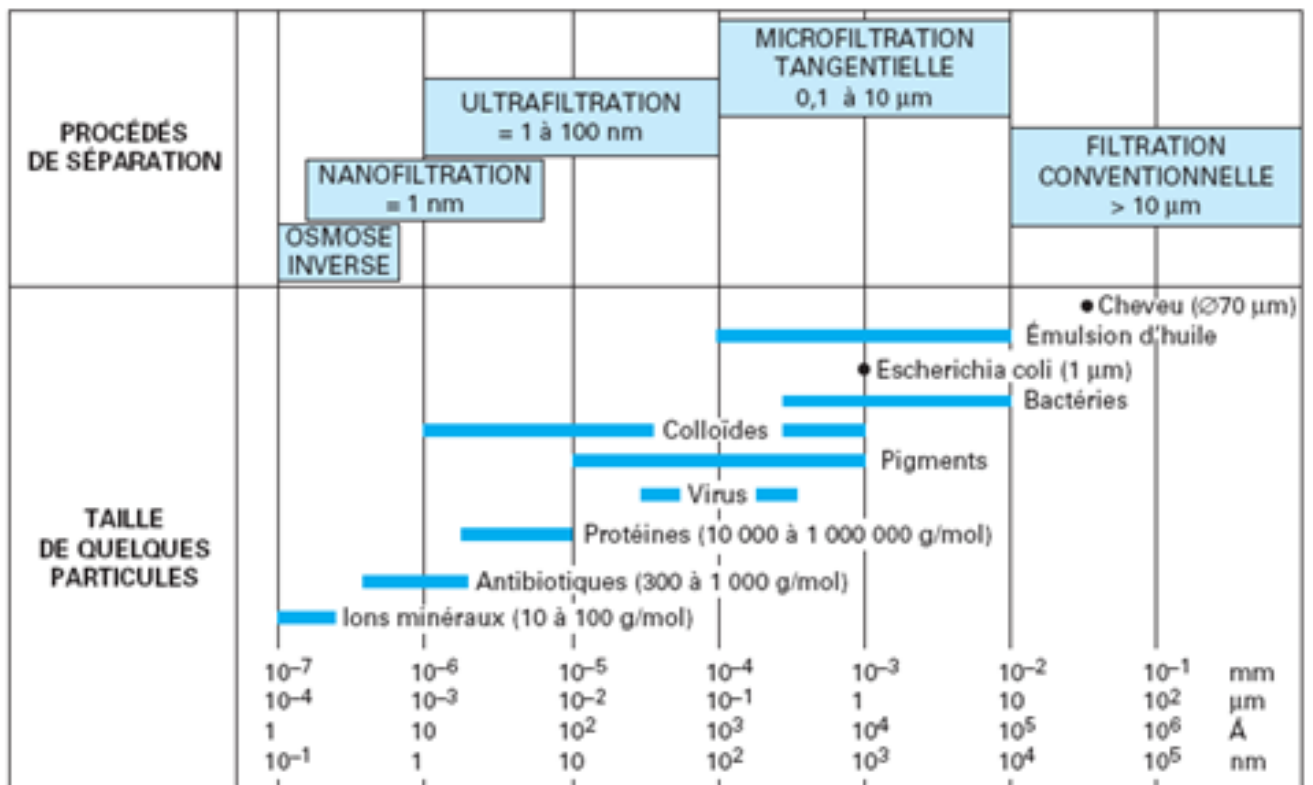 PROCÉDÉS
DE SÉPARATION
MICROFILTRATION
TANGENTIELLE
0,1 à 10 µm
ULTRAFILTRATION
= 1 à 100 nm
FILTRATION
CONVENTIONNELLE
> 10 µm
NANOFILTRATION
= 1 nm
OSMOSE
INVERSE
TAILLE
DE QUELQUES
PARTICULES
Cheveu (∅70 µm)
Émulsion d'huile
Escherichia coli (1 µm)
Bactéries
Colloïdes
Pigments
Virus
Protéines (10 000 à 1 000 000 g/mol)
Antibiotiques (300 à 1 000 g/mol)
Ions minéraux (10 à 100 g/mol)
10⁻⁷ 10⁻⁶ 10⁻⁵ 10⁻⁴ 10⁻³ 10⁻² 10⁻¹ mm
10⁻⁴ 10⁻³ 10⁻² 10⁻¹ 1 10 10² µm
1 10 10² 10³ 10⁴ 10⁵ 10⁶ Å
10⁻¹ 1 10 10² 10³ 10⁴ 10⁵ nm